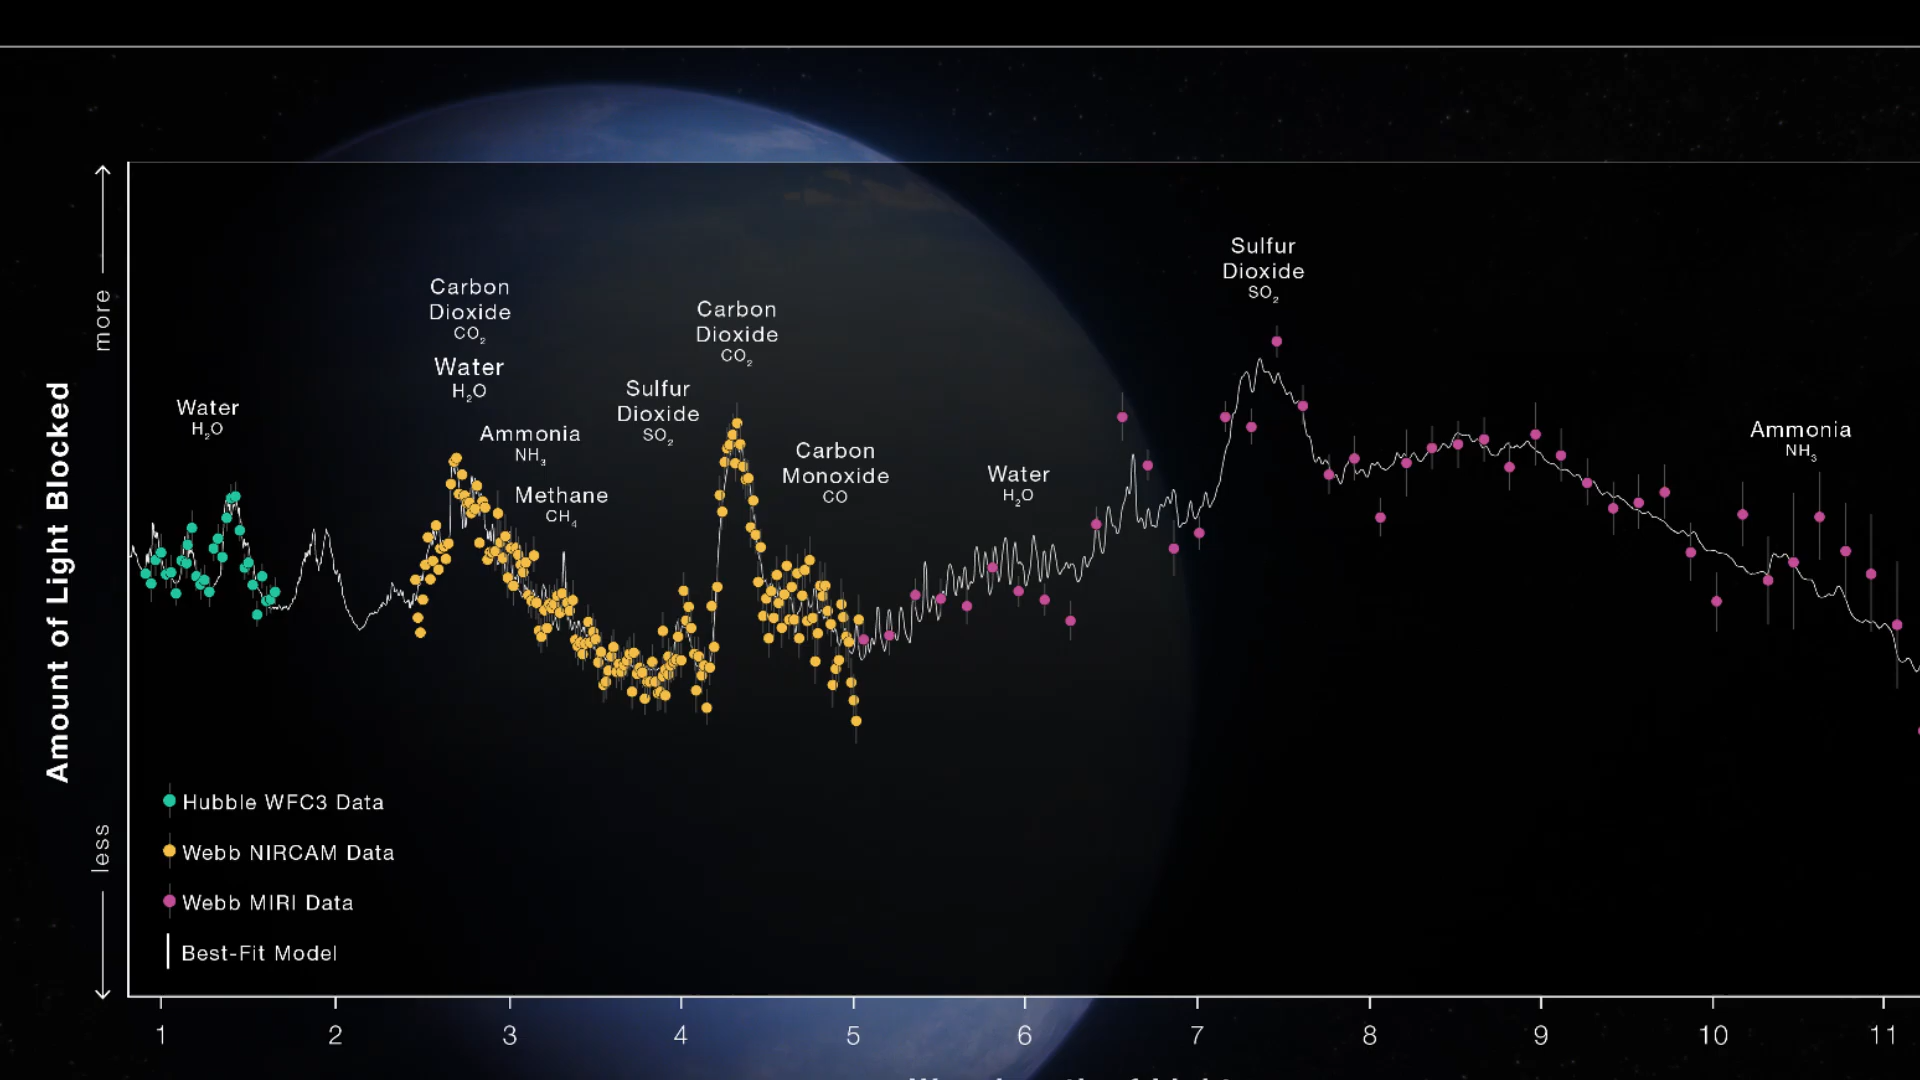 Sulfur
Dioxide
SO2
Carbon
Dioxide
CO2
Carbon
Dioxide
CO2
Water
H2O
Sulfur
Dioxide
SO2
Water
H2O
Ammonia
NH3
Ammonia
NH3
Carbon
Monoxide
CO
Water
H2O
Methane
CH4
more
Amount of Light Blocked
less
Hubble WFC3 Data
Webb NIRCAM Data
Webb MIRI Data
Best-Fit Model
1 2 3 4 5 6 7 8 9 10 11